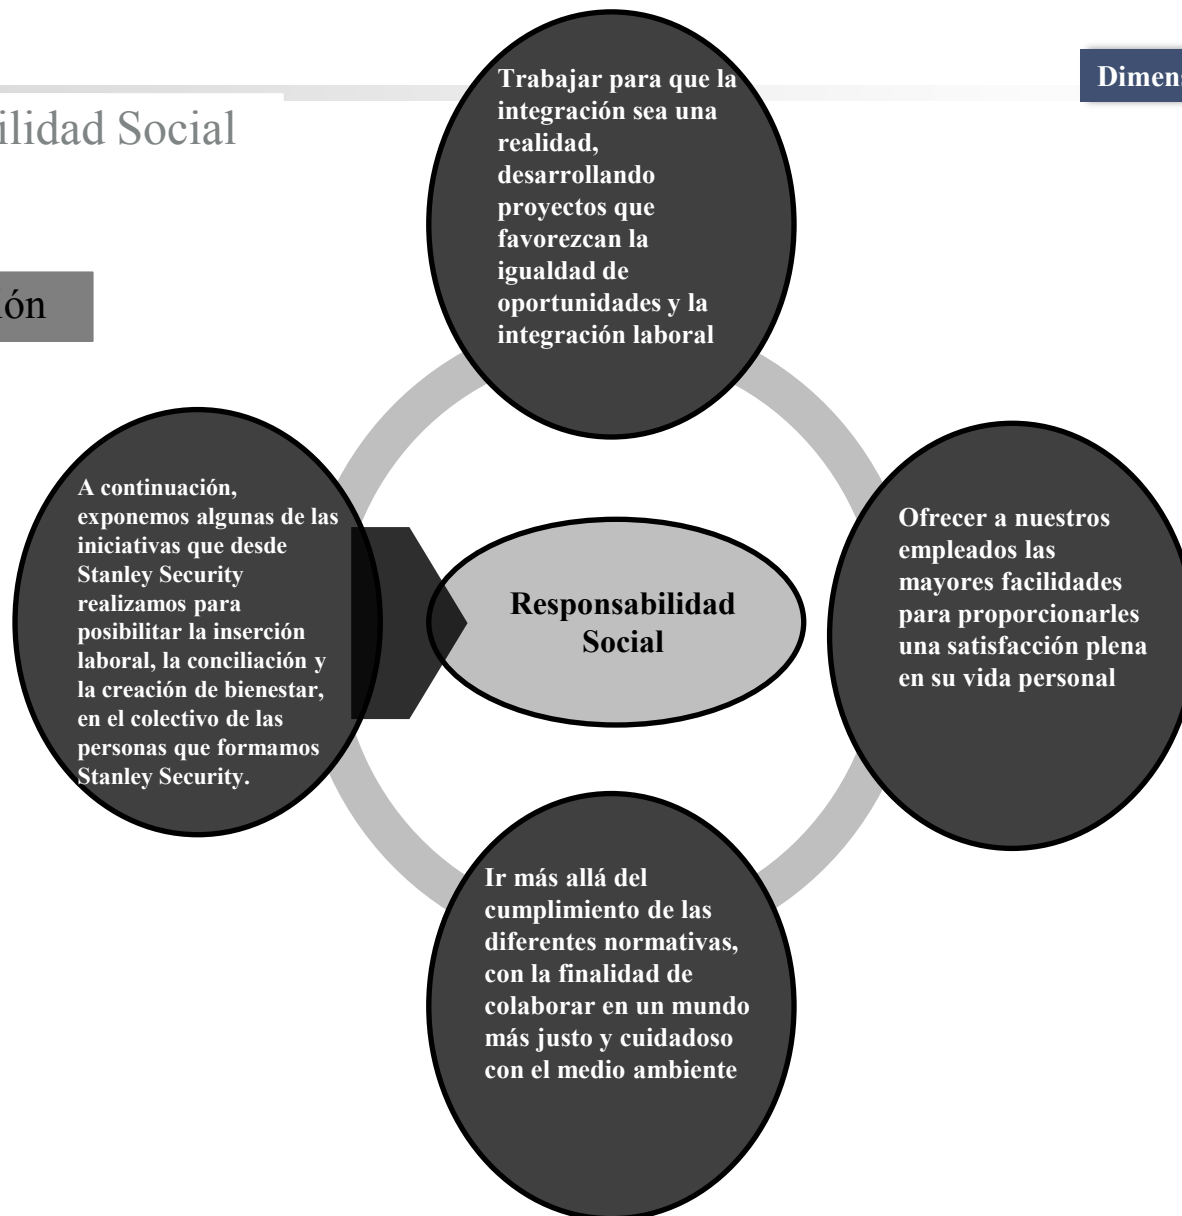 Dimens
ilidad Social
ión
Trabajar para que la
integración sea una
realidad,
desarrollando
proyectos que
favorezcan la
igualdad de
oportunidades y la
integración laboral
A continuación,
exponemos algunas de las
iniciativas que desde
Stanley Security
realizamos para
posibilitar la inserción
laboral, la conciliación y
la creación de bienestar,
en el colectivo de las
personas que formamos
Stanley Security.
Responsabilidad
Social
Ofrecer a nuestros
empleados las
mayores facilidades
para proporcionarles
una satisfacción plena
en su vida personal
Ir más allá del
cumplimiento de las
diferentes normativas,
con la finalidad de
colaborar en un mundo
más justo y cuidadoso
con el medio ambiente